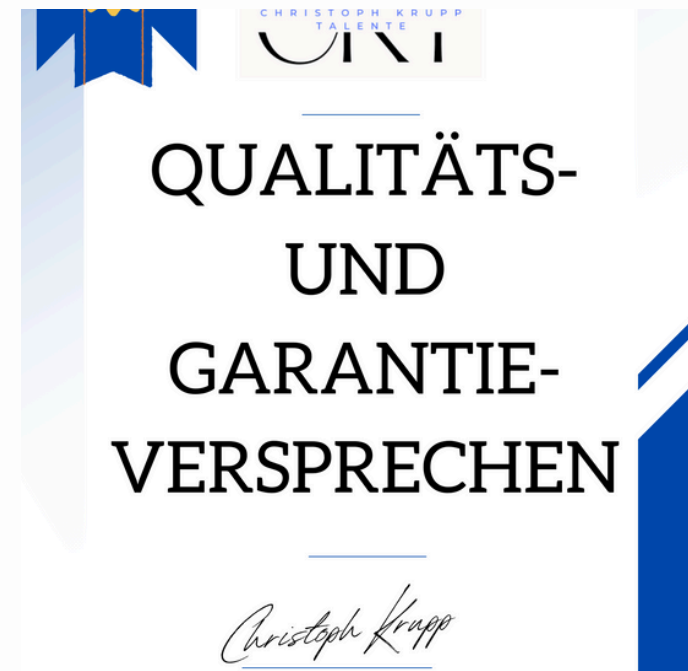 CHRISTOPH KRUPP
TALENTE
QUALITÄTS-
UND
GARANTIE-
VERSPRECHEN
Christoph Krupp